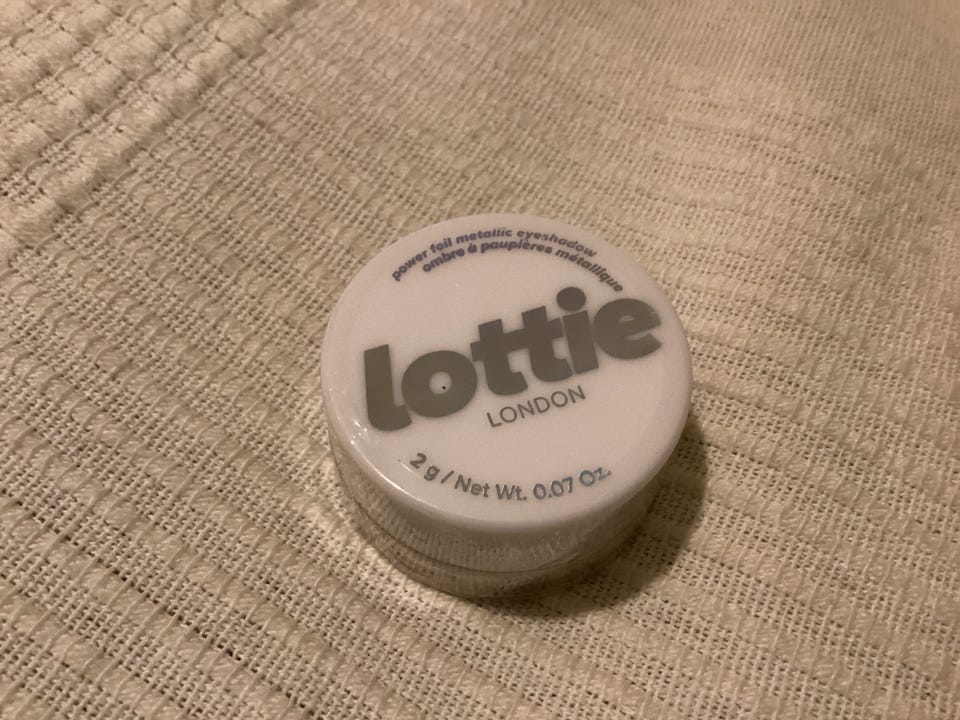 power foil metallic eyeshadow
ombre à paupières métallique
lottie
LONDON
2 g / Net Wt. 0.07 Oz.